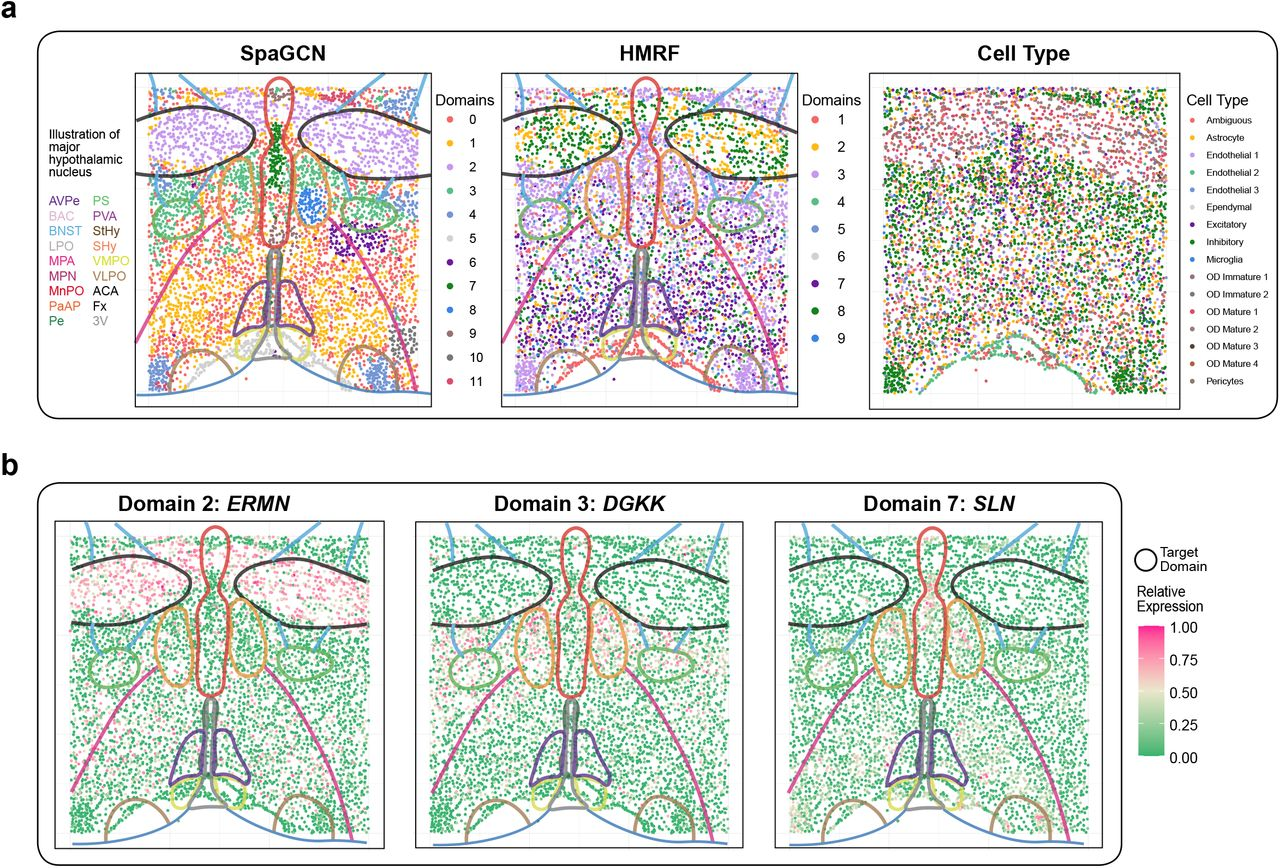 a
SpaGCN
HMRF
Cell Type
Illustration of
major
hypothalamic
nucleus
AVPe PS
BAC PVA
BNST StHy
LPO SHy
MPA VMPO
MPN VLPO
MnPO ACA
PaAP Fx
Pe 3V
Domains
0
1
2
3
4
5
6
7
8
9
10
11
Domains
1
2
3
4
5
6
7
8
9
Cell Type
Ambiguous
Astrocyte
Endothelial 1
Endothelial 2
Endothelial 3
Ependymal
Excitatory
Inhibitory
Microglia
OD Immature 1
OD Immature 2
OD Mature 1
OD Mature 2
OD Mature 3
OD Mature 4
Pericytes
b
Domain 2: ERMN
Domain 3: DGKK
Domain 7: SLN
Target
Domain
Relative
Expression
1.00
0.75
0.50
0.25
0.00